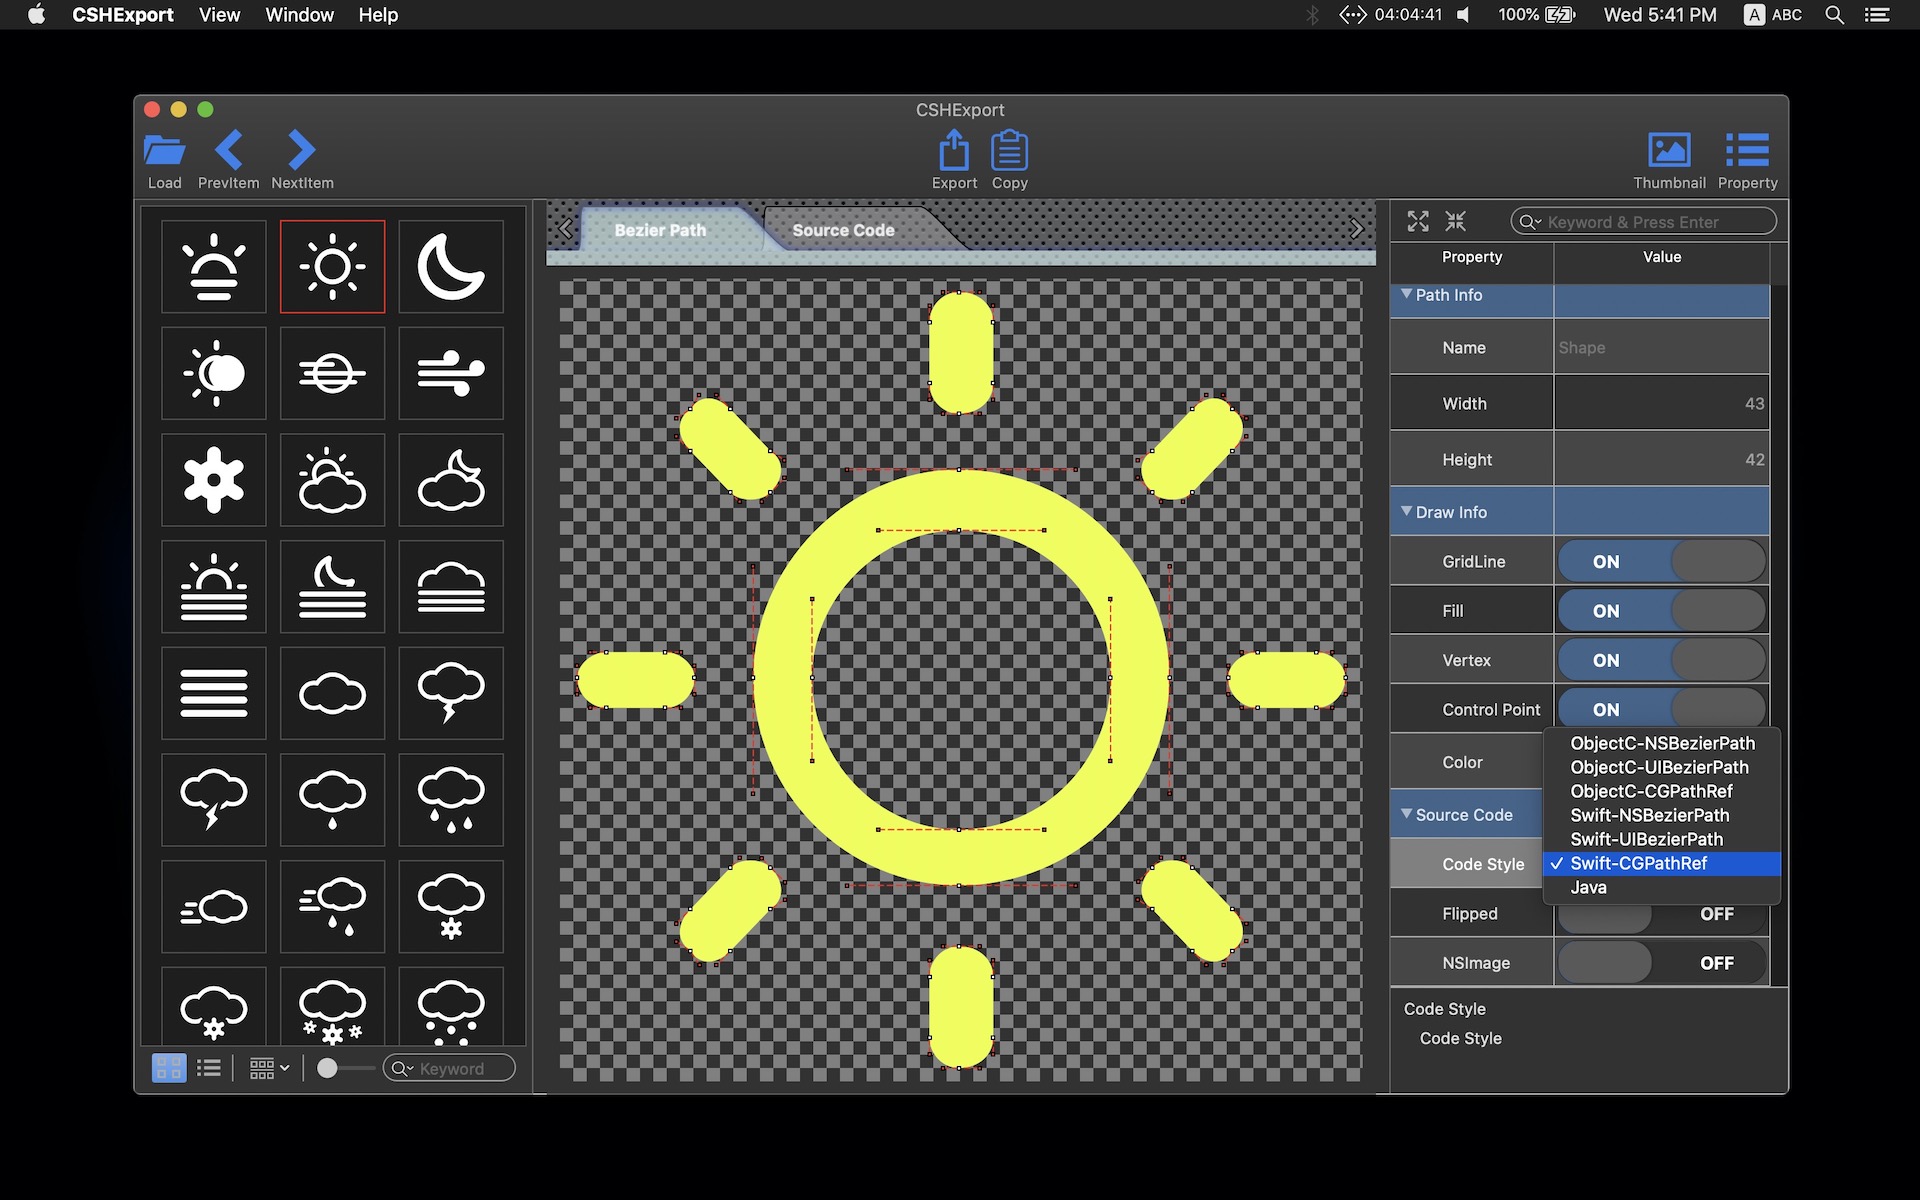 CSHExport View Window Help 04:04:41 100% Wed 5:41 PM A ABC
CSHExport
Load PrevItem NextItem Export Copy Thumbnail Property
Bezier Path Source Code
Keyword & Press Enter
Property Value
Path Info
Name Shape
Width 43
Height 42
Draw Info
GridLine ON
Fill ON
Vertex ON
Control Point ON
Color
Source Code
Code Style
ObjectC-NSBezierPath
ObjectC-UIBezierPath
ObjectC-CGPathRef
Swift-NSBezierPath
Swift-UIBezierPath
✓ Swift-CGPathRef
Java
Flipped OFF
NSImage OFF
Code Style
Code Style
Keyword